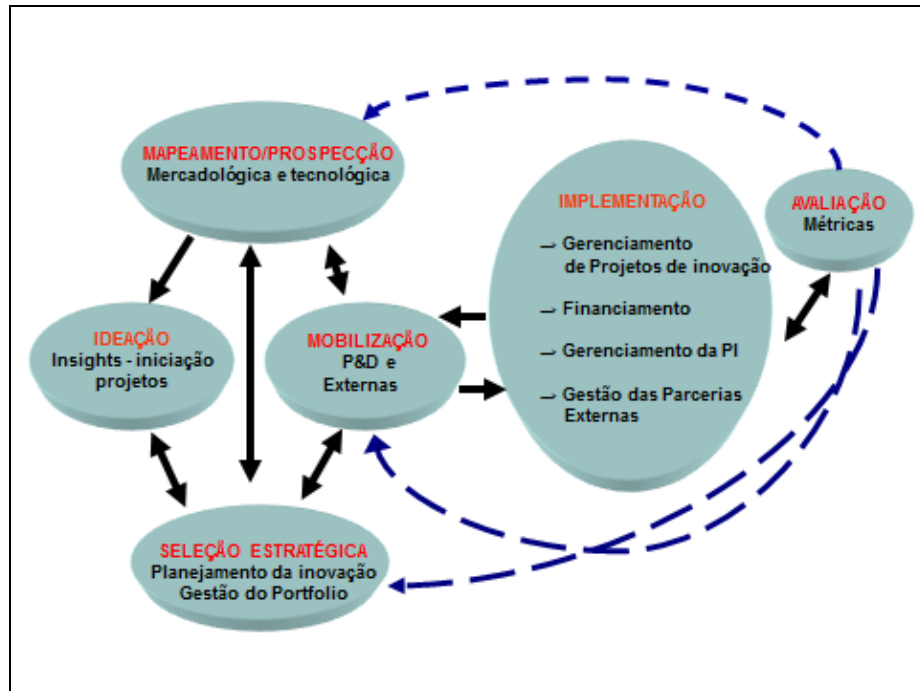 MAPEAMENTO/PROSPECÇÃO
Mercadológica e tecnológica
IDEAÇÃO
Insights - iniciação
projetos
MOBILIZAÇÃO
P&D e
Externas
SELEÇÃO ESTRATÉGICA
Planejamento da inovação
Gestão do Portfolio
IMPLEMENTAÇÃO
→ Gerenciamento
de Projetos de inovação
→ Financiamento
→ Gerenciamento da PI
→ Gestão das Parcerias
Externas
AVALIAÇÃO
Métricas